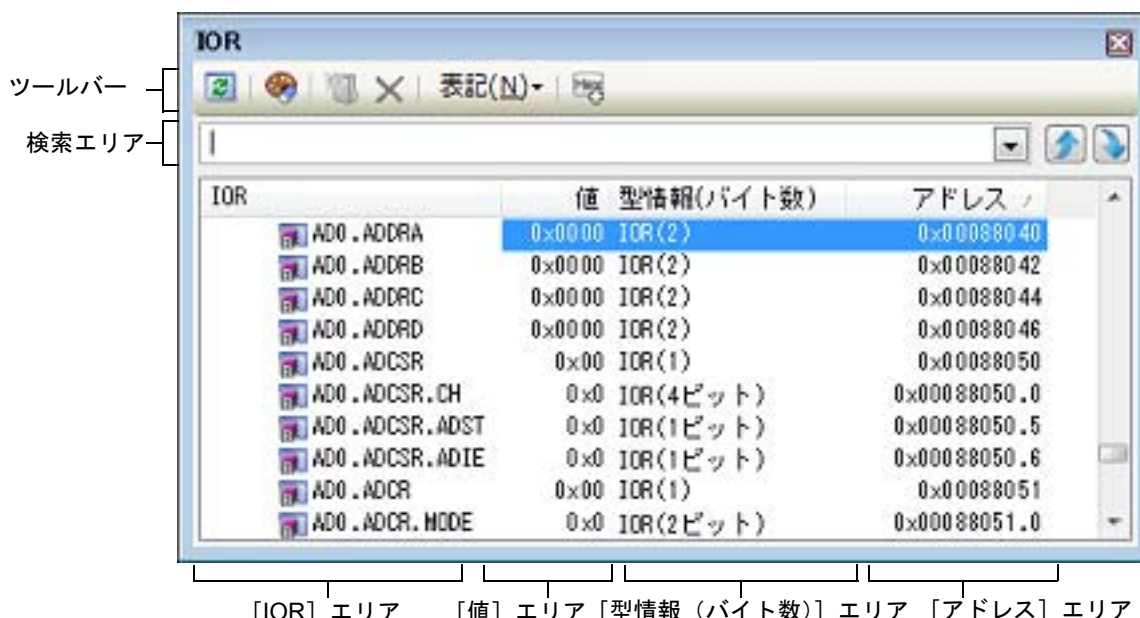 IOR
ツールバー
表記(N)
検索エリア
IOR 値 型情報(バイト数) アドレス
AD0.ADDRA 0x0000 IOR(2) 0x00088040
AD0.ADDRB 0x0000 IOR(2) 0x00088042
AD0.ADDRC 0x0000 IOR(2) 0x00088044
AD0.ADDRD 0x0000 IOR(2) 0x00088046
AD0.ADCSR 0x00 IOR(1) 0x00088050
AD0.ADCSR.CH 0x0 IOR(4ビット) 0x00088050.0
AD0.ADCSR.ADST 0x0 IOR(1ビット) 0x00088050.5
AD0.ADCSR.ADIE 0x0 IOR(1ビット) 0x00088050.6
AD0.ADCR 0x00 IOR(1) 0x00088051
AD0.ADCR.MODE 0x0 IOR(2ビット) 0x00088051.0
［IOR］エリア ［値］エリア ［型情報（バイト数）］エリア ［アドレス］エリア